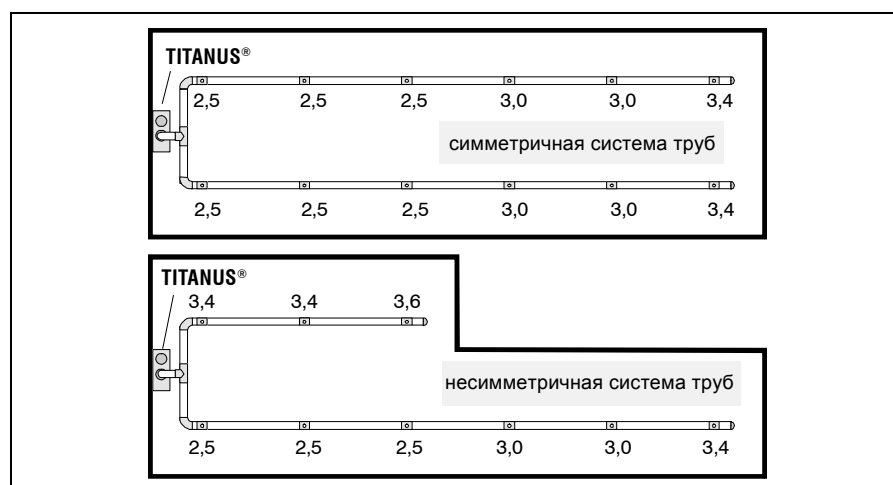 TITANUS®
2,5 2,5 2,5 3,0 3,0 3,4
симметричная система труб
2,5 2,5 2,5 3,0 3,0 3,4
TITANUS®
3,4 3,4 3,6
несимметричная система труб
2,5 2,5 2,5 3,0 3,0 3,4